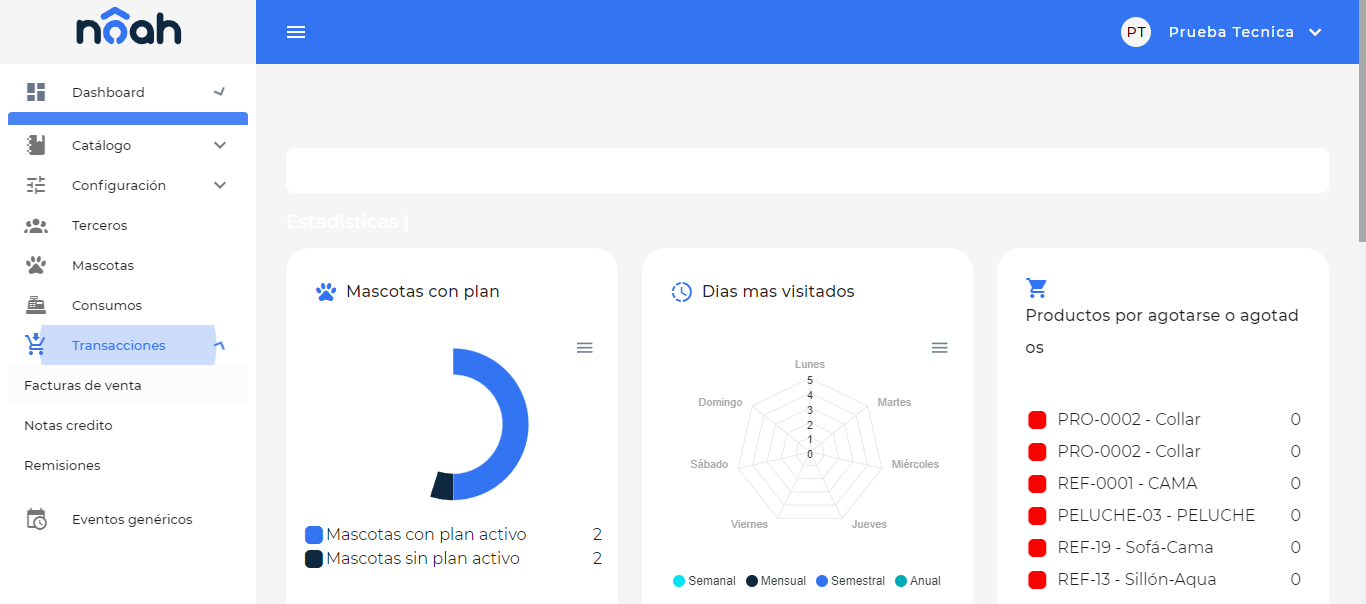 nôah
PT Prueba Tecnica
Dashboard
Catálogo
Configuración
Terceros
Mascotas
Consumos
Transacciones
Facturas de venta
Notas credito
Remisiones
Eventos genéricos
Estadisticas |
Mascotas con plan
Mascotas con plan activo 2
Mascotas sin plan activo 2
Dias mas visitados
Lunes
5
4
3
2
1
0
Martes
Miércoles
Jueves
Viernes
Sábado
Domingo
Semanal Mensual Semestral Anual
Productos por agotarse o agotad
os
PRO-0002 - Collar 0
PRO-0002 - Collar 0
REF-0001 - CAMA 0
PELUCHE-03 - PELUCHE 0
REF-19 - Sofá-Cama 0
REF-13 - Sillón-Aqua 0